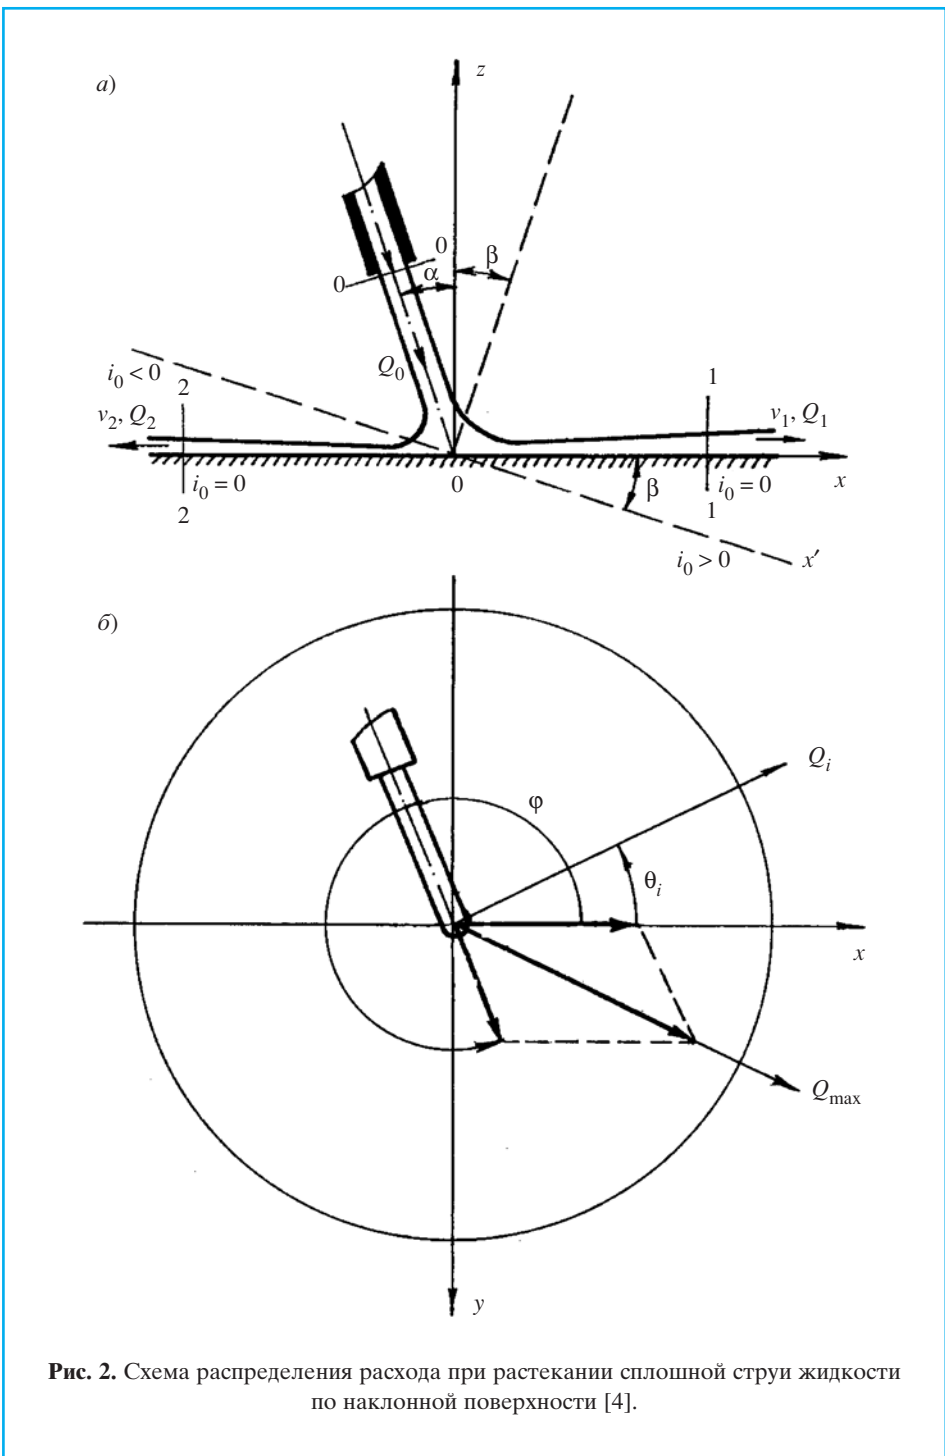 а)
z
0
β
α
0
Q₀
i₀ < 0
2
1
v₂, Q₂
v₁, Q₁
i₀ = 0
0
β
i₀ = 0
x
2
1
i₀ > 0
x′
б)
Qᵢ
φ
θᵢ
x
Qmax
y
Рис. 2. Схема распределения расхода при растекании сплошной струи жидкости
по наклонной поверхности [4].